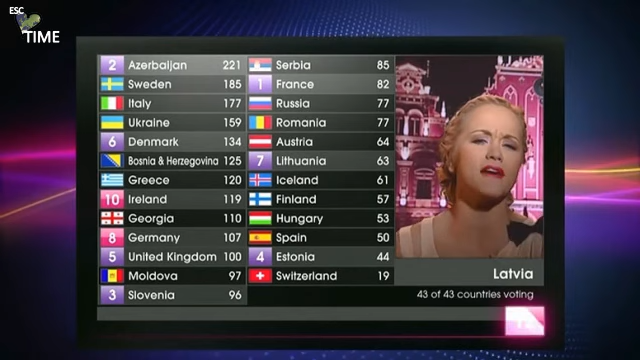 ESC
TIME
2 Azerbaijan 221
Sweden 185
Italy 177
Ukraine 159
6 Denmark 134
Bosnia & Herzegovina 125
Greece 120
10 Ireland 119
Georgia 110
8 Germany 107
5 United Kingdom 100
Moldova 97
3 Slovenia 96
Serbia 85
1 France 82
Russia 77
Romania 77
Austria 64
7 Lithuania 63
Iceland 61
Finland 57
Hungary 53
Spain 50
4 Estonia 44
Switzerland 19
Latvia
43 of 43 countries voting